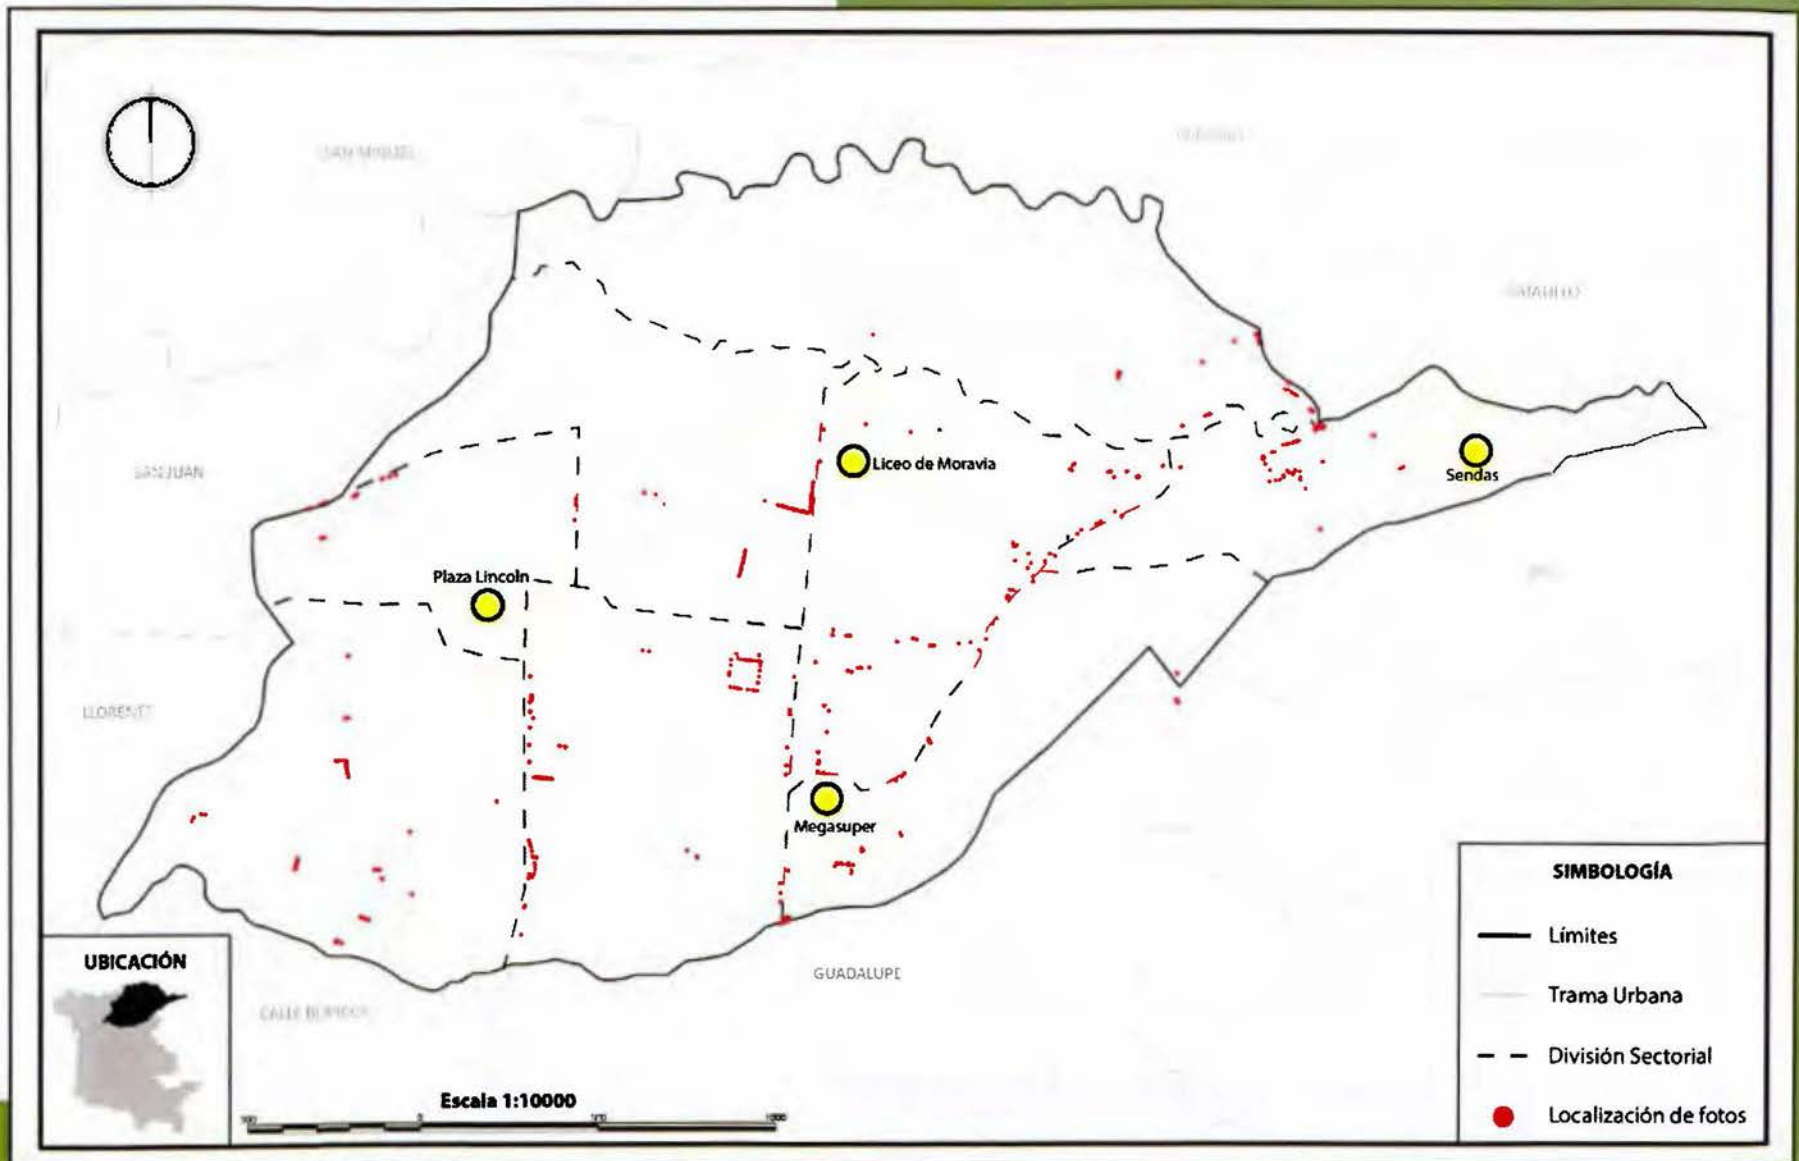 SAN MIGUEL
SAN JUAN
Liceo de Moravia
Sendas
Plaza Lincoln
LLORENTE
Megasuper
GUADALUPE
UBICACIÓN
Escala 1:10000
SIMBOLOGÍA
Límites
Trama Urbana
División Sectorial
Localización de fotos